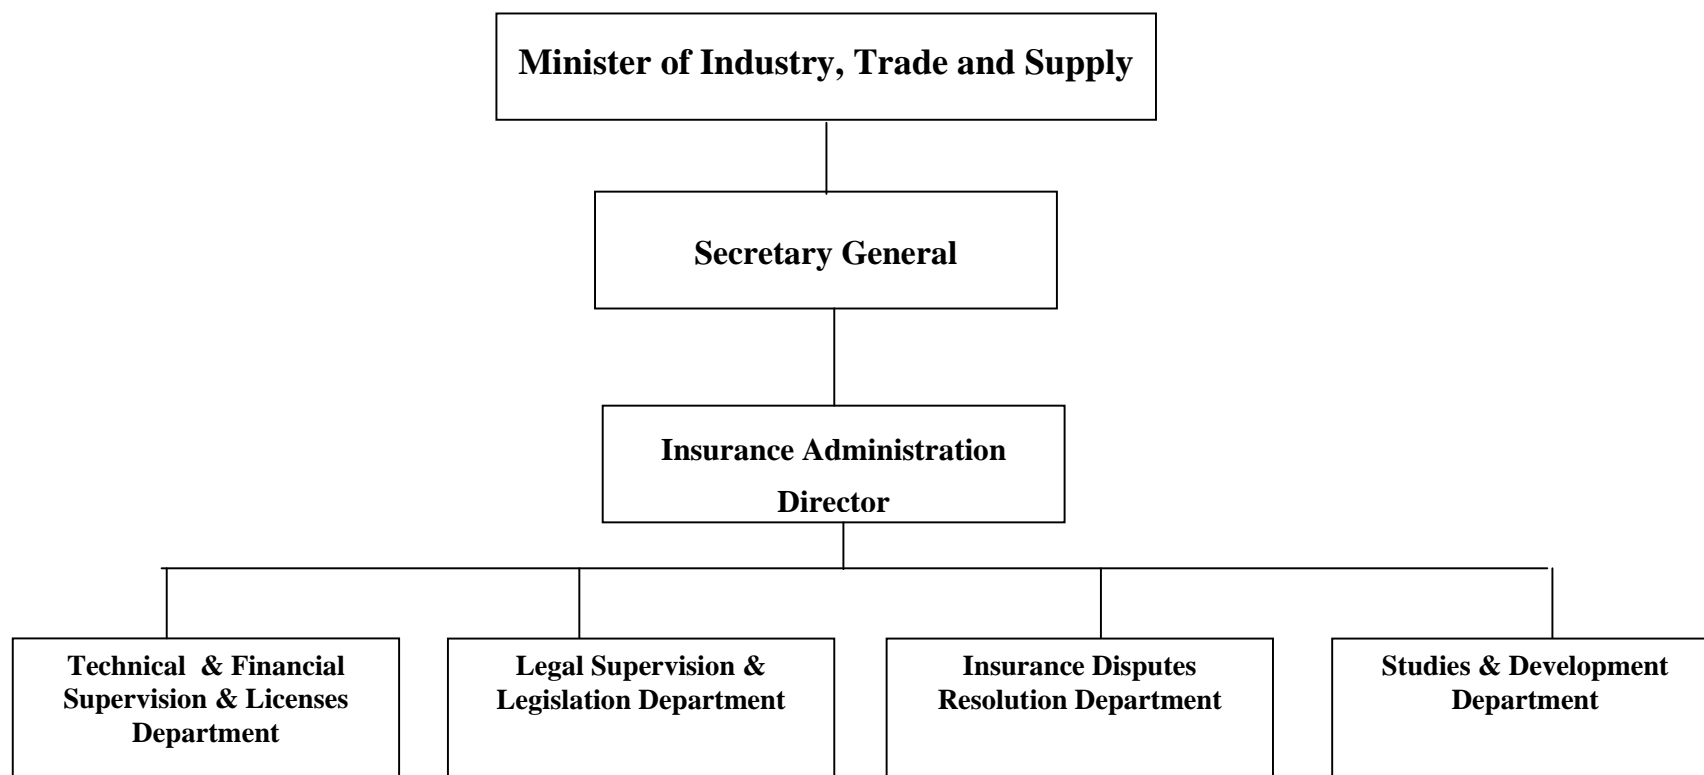 Minister of Industry, Trade and Supply
Secretary General
Insurance Administration
Director
Technical & Financial
Supervision & Licenses
Department
Legal Supervision &
Legislation Department
Insurance Disputes
Resolution Department
Studies & Development
Department